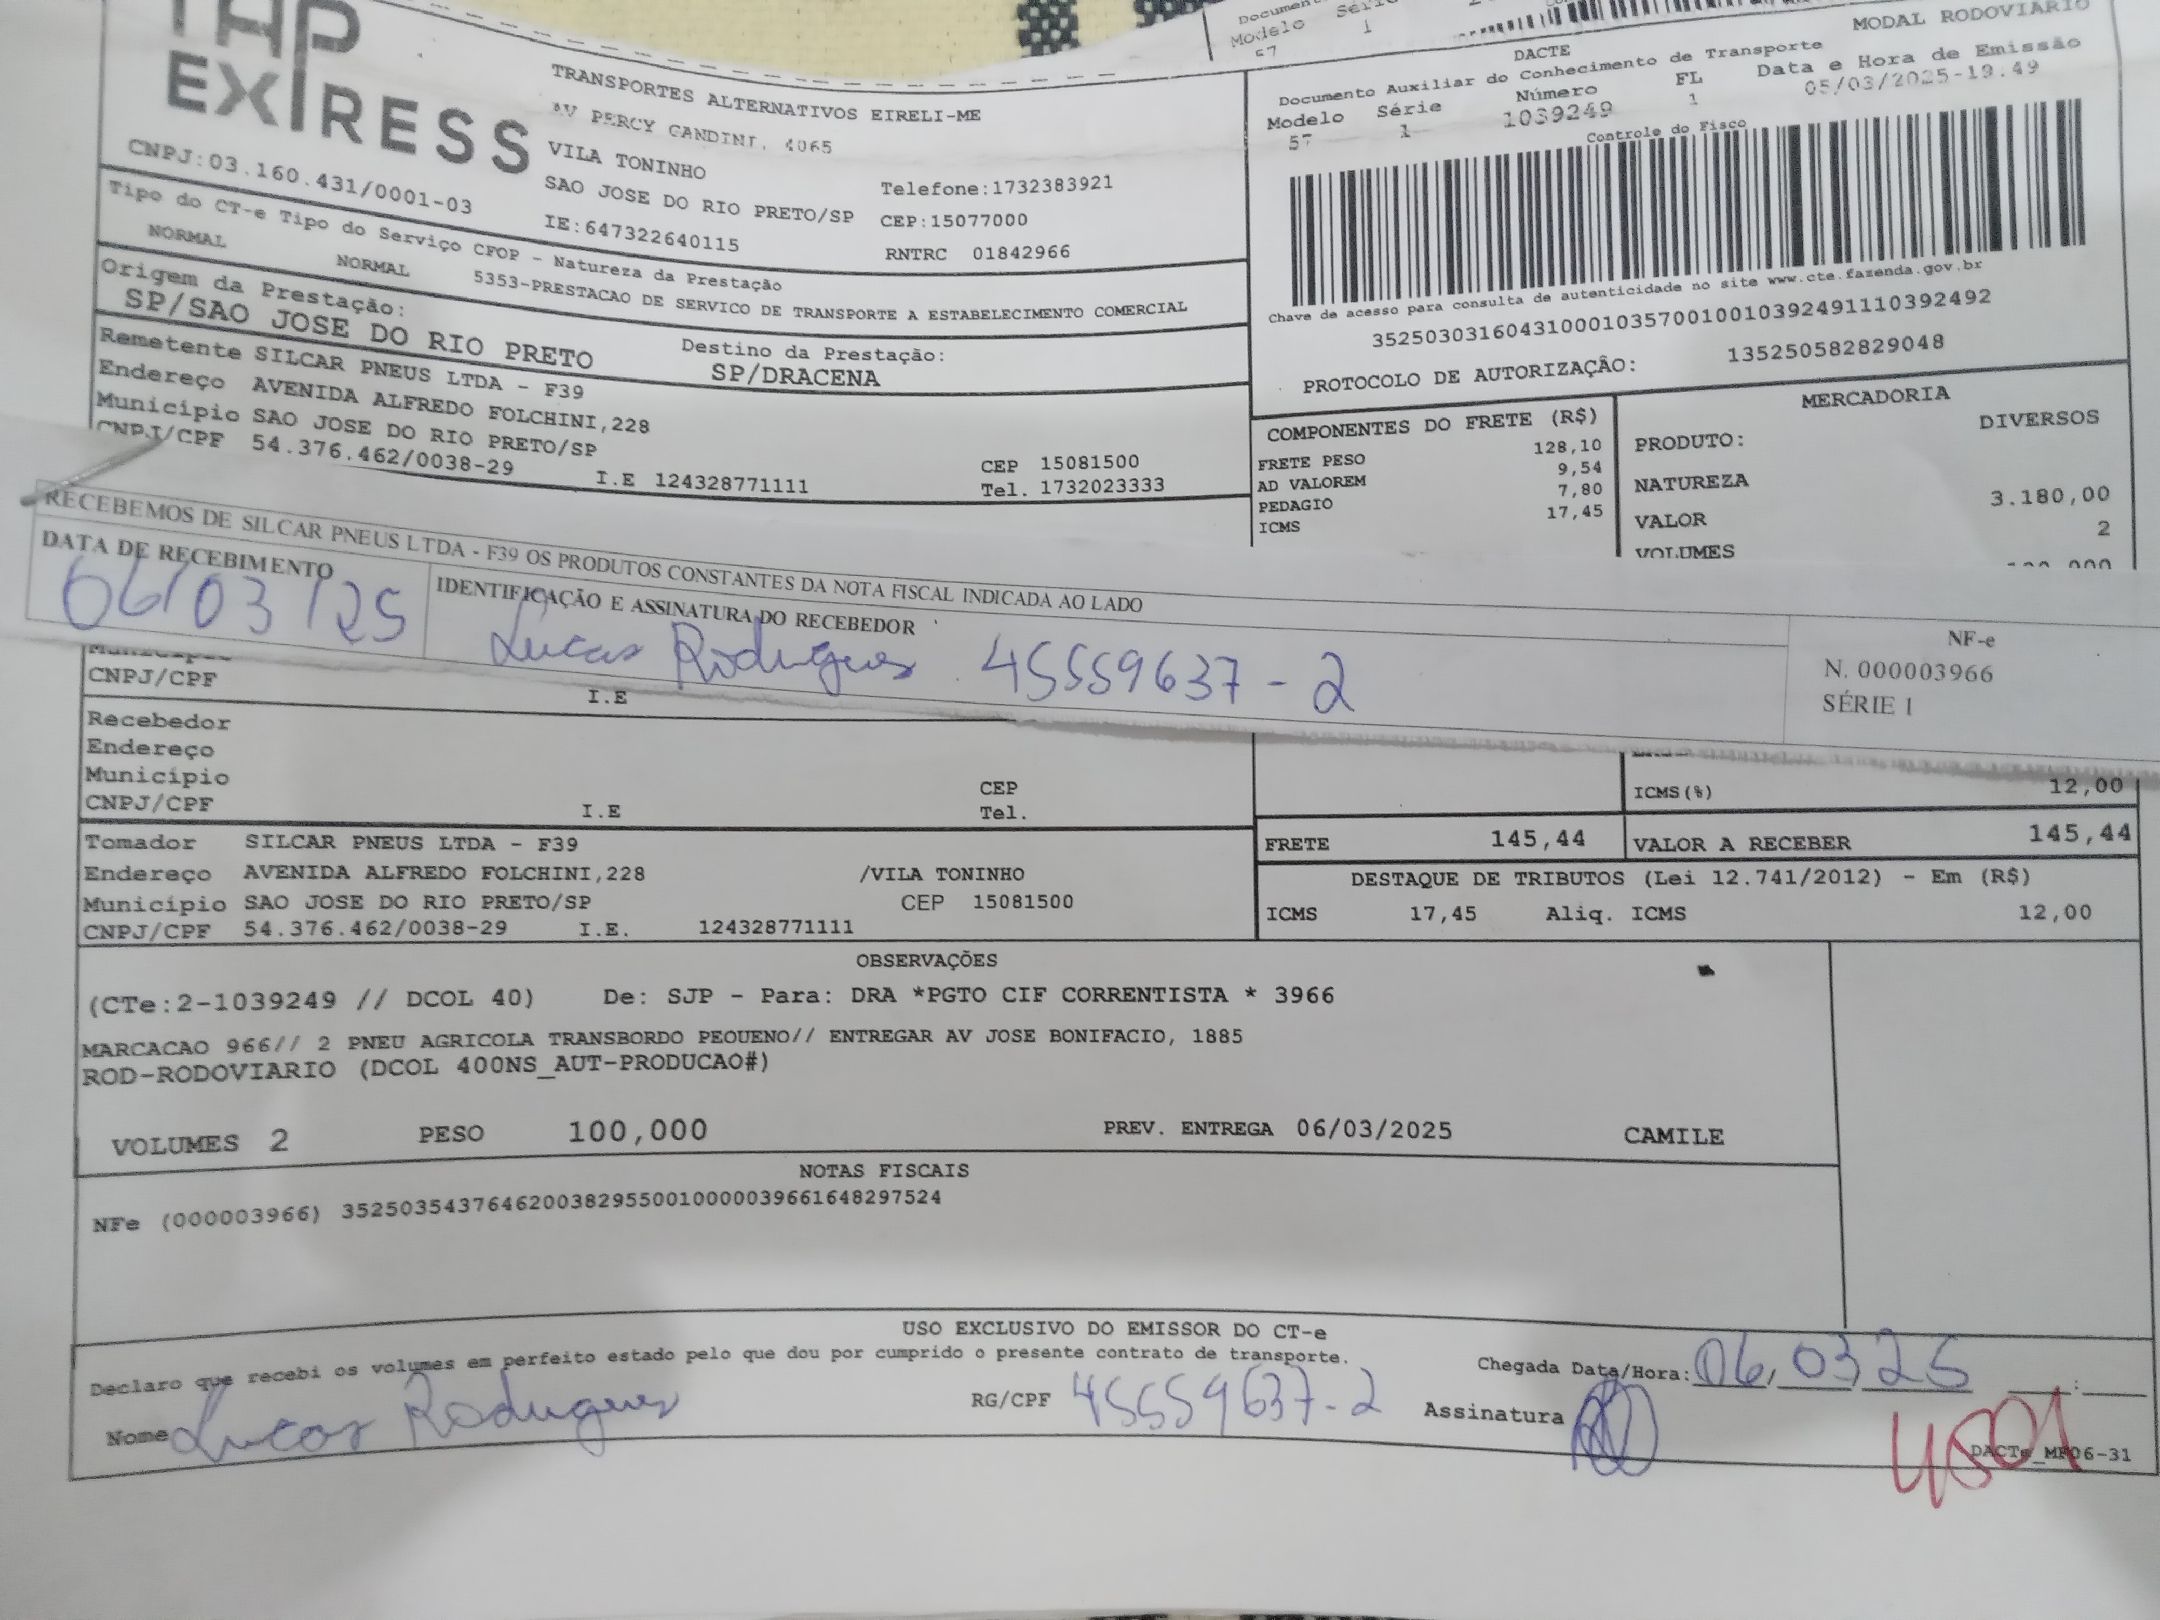 Modelo Série
57 1
MODAL RODOVIARIO
TAP
EXPRESS
CNPJ:03.160.431/0001-03
TRANSPORTES ALTERNATIVOS EIRELI-ME
AV PERCY GANDINI, 4065
VILA TONINHO
SAO JOSE DO RIO PRETO/SP
IE:647322640115
Telefone:1732383921
CEP:15077000
RNTRC 01842966
DACTE
Documento Auxiliar do Conhecimento de Transporte
Modelo Série Número FL Data e Hora de Emissão
57 1 1039249 1 05/03/2025-19:49
Controle do Fisco
Chave de acesso para consulta de autenticidade no site www.cte.fazenda.gov.br
35250303160431000103570010010392491110392492
PROTOCOLO DE AUTORIZAÇÃO: 135250582829048
Tipo do CT-e Tipo do Serviço CFOP - Natureza da Prestação
NORMAL NORMAL 5353-PRESTACAO DE SERVICO DE TRANSPORTE A ESTABELECIMENTO COMERCIAL
Origem da Prestação:
SP/SAO JOSE DO RIO PRETO
Destino da Prestação:
SP/DRACENA
Remetente SILCAR PNEUS LTDA - F39
Endereço AVENIDA ALFREDO FOLCHINI,228
Município SAO JOSE DO RIO PRETO/SP CEP 15081500
CNPJ/CPF 54.376.462/0038-29 I.E 124328771111 Tel. 1732023333
COMPONENTES DO FRETE (R$)
FRETE PESO 128,10
AD VALOREM 9,54
PEDAGIO 7,80
ICMS 17,45
MERCADORIA
PRODUTO: DIVERSOS
NATUREZA
VALOR 3.180,00
VOLUMES 2
RECEBEMOS DE SILCAR PNEUS LTDA - F39 OS PRODUTOS CONSTANTES DA NOTA FISCAL INDICADA AO LADO
DATA DE RECEBIMENTO
06/03/25
IDENTIFICAÇÃO E ASSINATURA DO RECEBEDOR
Lucas Rodrigues 45559637-2
NF-e
N. 000003966
SÉRIE 1
Município
CNPJ/CPF I.E
Recebedor
Endereço
Município CEP
CNPJ/CPF I.E Tel.
ICMS(%) 12,00
Tomador SILCAR PNEUS LTDA - F39
Endereço AVENIDA ALFREDO FOLCHINI,228 /VILA TONINHO
Município SAO JOSE DO RIO PRETO/SP CEP 15081500
CNPJ/CPF 54.376.462/0038-29 I.E. 124328771111
FRETE 145,44 VALOR A RECEBER 145,44
DESTAQUE DE TRIBUTOS (Lei 12.741/2012) - Em (R$)
ICMS 17,45 Aliq. ICMS 12,00
OBSERVAÇÕES
(CTe:2-1039249 // DCOL 40) De: SJP - Para: DRA *PGTO CIF CORRENTISTA * 3966
MARCACAO 966// 2 PNEU AGRICOLA TRANSBORDO PEQUENO// ENTREGAR AV JOSE BONIFACIO, 1885
ROD-RODOVIARIO (DCOL 400NS_AUT-PRODUCAO#)
VOLUMES 2 PESO 100,000 PREV. ENTREGA 06/03/2025 CAMILE
NOTAS FISCAIS
NFe (000003966) 35250354376462003829550010000039661648297524
USO EXCLUSIVO DO EMISSOR DO CT-e
Declaro que recebi os volumes em perfeito estado pelo que dou por cumprido o presente contrato de transporte.
Chegada Data/Hora: 06/03/25 __:__
Nome Lucas Rodrigues RG/CPF 45559637-2 Assinatura
4501
DACTe_MP06-31